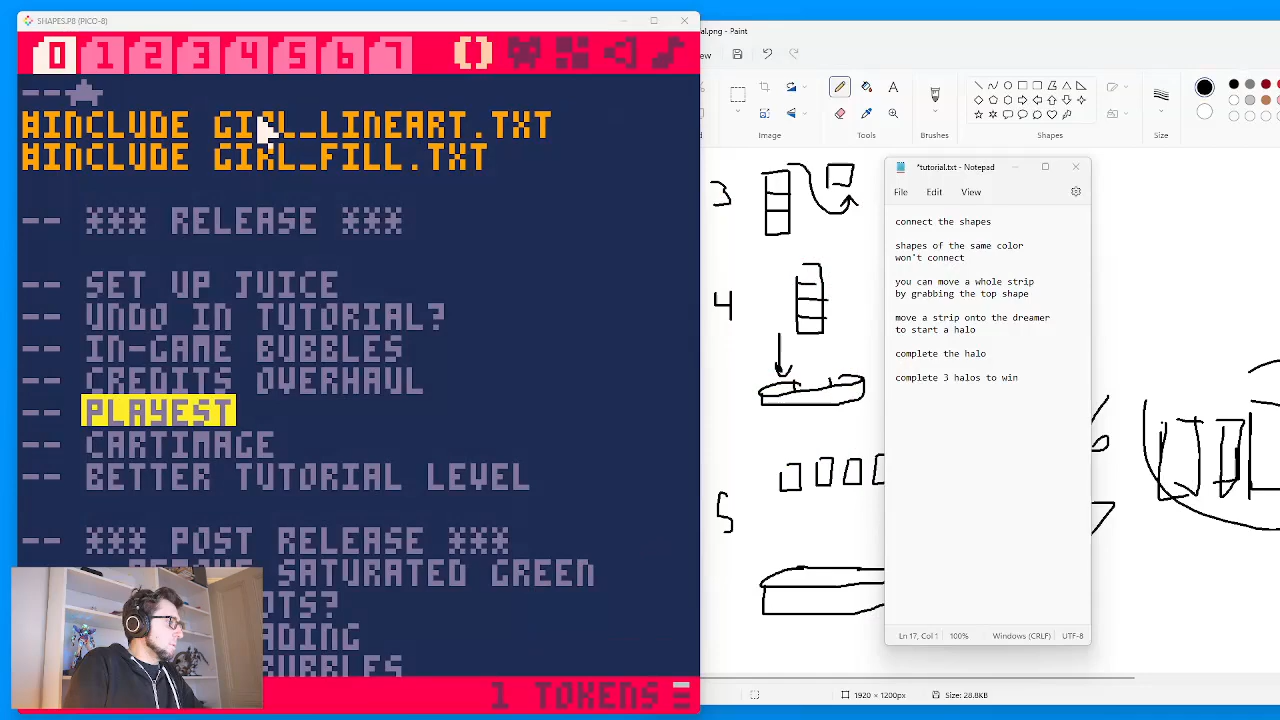 SHAPES.P8 (PICO-8)
0 1 2 3 4 5 6 7
--
#INCLUDE GIRL_LINEART.TXT
#INCLUDE GIRL_FILL.TXT
-- *** RELEASE ***
-- SET UP JUICE
-- UNDO IN TUTORIAL?
-- IN-GAME BUBBLES
-- CREDITS OVERHAUL
-- PLAYEST
-- CARTIMAGE
-- BETTER TUTORIAL LEVEL
-- *** POST RELEASE ***
SATURATED GREEN
BUBBLES
1 TOKENS
al.png - Paint
Image
Tools
Brushes
Shapes
Size
3
4
5
6
7
*tutorial.txt - Notepad
File Edit View
connect the shapes
shapes of the same color
won't connect
you can move a whole strip
by grabbing the top shape
move a strip onto the dreamer
to start a halo
complete the halo
complete 3 halos to win
Ln 17, Col 1 100% Windows (CRLF) UTF-8
1920 × 1200px Size: 28.8KB